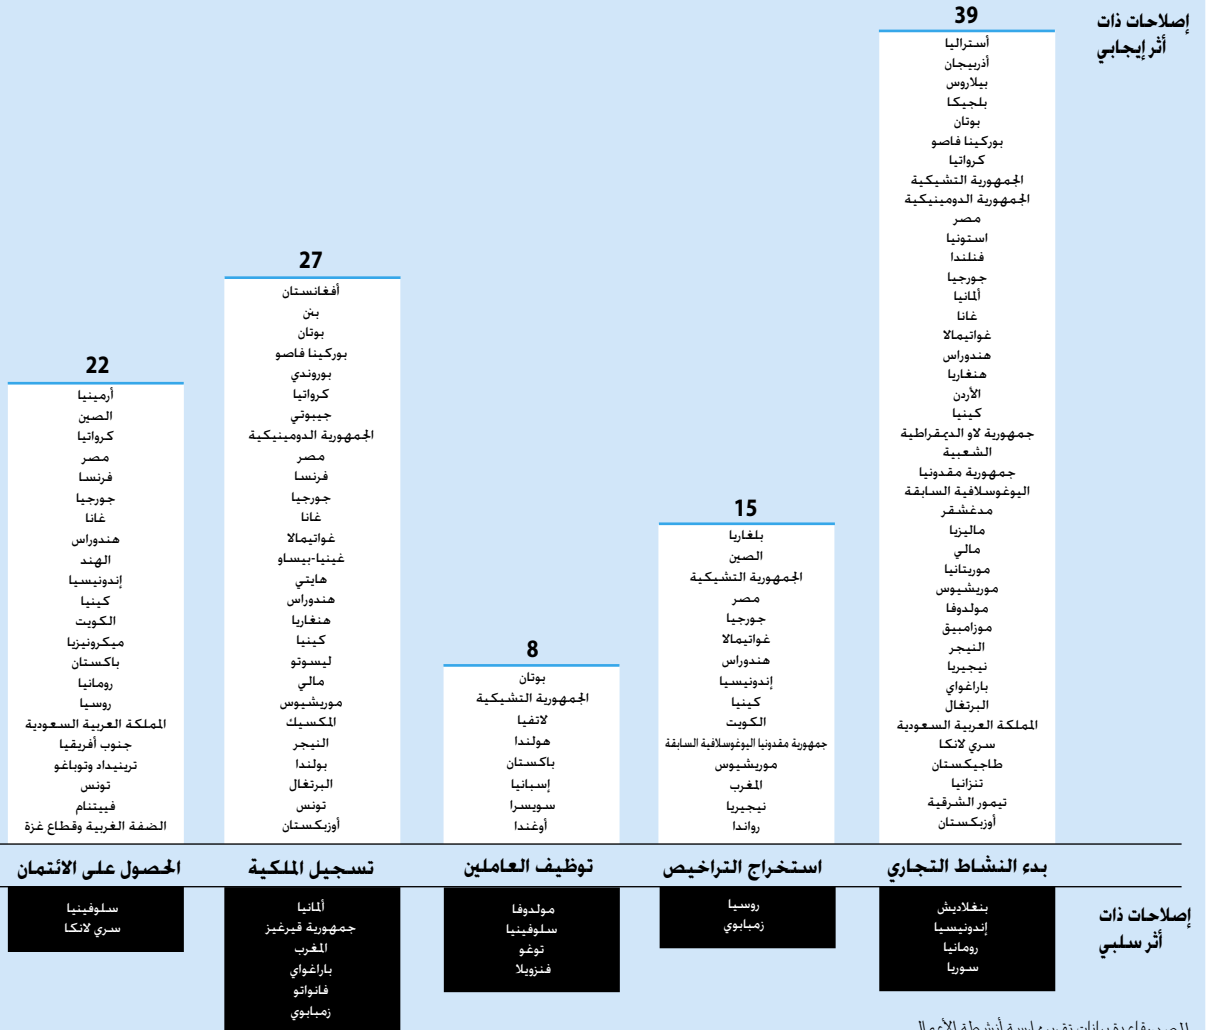 إصلاحات ذات
أثر إيجابي
39
أستراليا
أذربيجان
بيلاروس
بلجيكا
بوتان
بوركينا فاصو
كرواتيا
الجمهورية التشيكية
الجمهورية الدومينيكية
مصر
استونيا
فنلندا
جورجيا
ألمانيا
غانا
غواتيمالا
هندوراس
هنغاريا
الأردن
كينيا
جمهورية لاو الديمقراطية
الشعبية
جمهورية مقدونيا
اليوغوسلافية السابقة
مدغشقر
ماليزيا
مالي
موريتانيا
موريشيوس
مولدوفا
موزامبيق
النيجر
نيجيريا
باراغواي
البرتغال
المملكة العربية السعودية
سري لانكا
طاجيكستان
تنزانيا
تيمور الشرقية
أوزبكستان
15
بلغاريا
الصين
الجمهورية التشيكية
مصر
جورجيا
غواتيمالا
هندوراس
إندونيسيا
كينيا
الكويت
جمهورية مقدونيا اليوغوسلافية السابقة
موريشيوس
المغرب
نيجيريا
رواندا
8
بوتان
الجمهورية التشيكية
لاتفيا
هولندا
باكستان
إسبانيا
سويسرا
أوغندا
27
أفغانستان
بنن
بوتان
بوركينا فاصو
بوروندي
كرواتيا
جيبوتي
الجمهورية الدومينيكية
مصر
فرنسا
جورجيا
غانا
غواتيمالا
غينيا-بيساو
هايتي
هندوراس
هنغاريا
كينيا
ليسوتو
مالي
موريشيوس
المكسيك
النيجر
بولندا
البرتغال
تونس
أوزبكستان
22
أرمينيا
الصين
كرواتيا
مصر
فرنسا
جورجيا
غانا
هندوراس
الهند
إندونيسيا
كينيا
الكويت
ميكرونيزيا
باكستان
رومانيا
روسيا
المملكة العربية السعودية
جنوب أفريقيا
ترينيداد وتوباغو
تونس
فييتنام
الضفة الغربية وقطاع غزة
بدء النشاط التجاري
استخراج التراخيص
توظيف العاملين
تسجيل الملكية
الحصول على الائتمان
إصلاحات ذات
أثر سلبي
بنغلاديش
إندونيسيا
رومانيا
سوريا
روسيا
زمبابوي
مولدوفا
سلوفينيا
توغو
فنزويلا
ألمانيا
جمهورية قيرغيز
المغرب
باراغواي
فانواتو
زمبابوي
سلوفينيا
سري لانكا